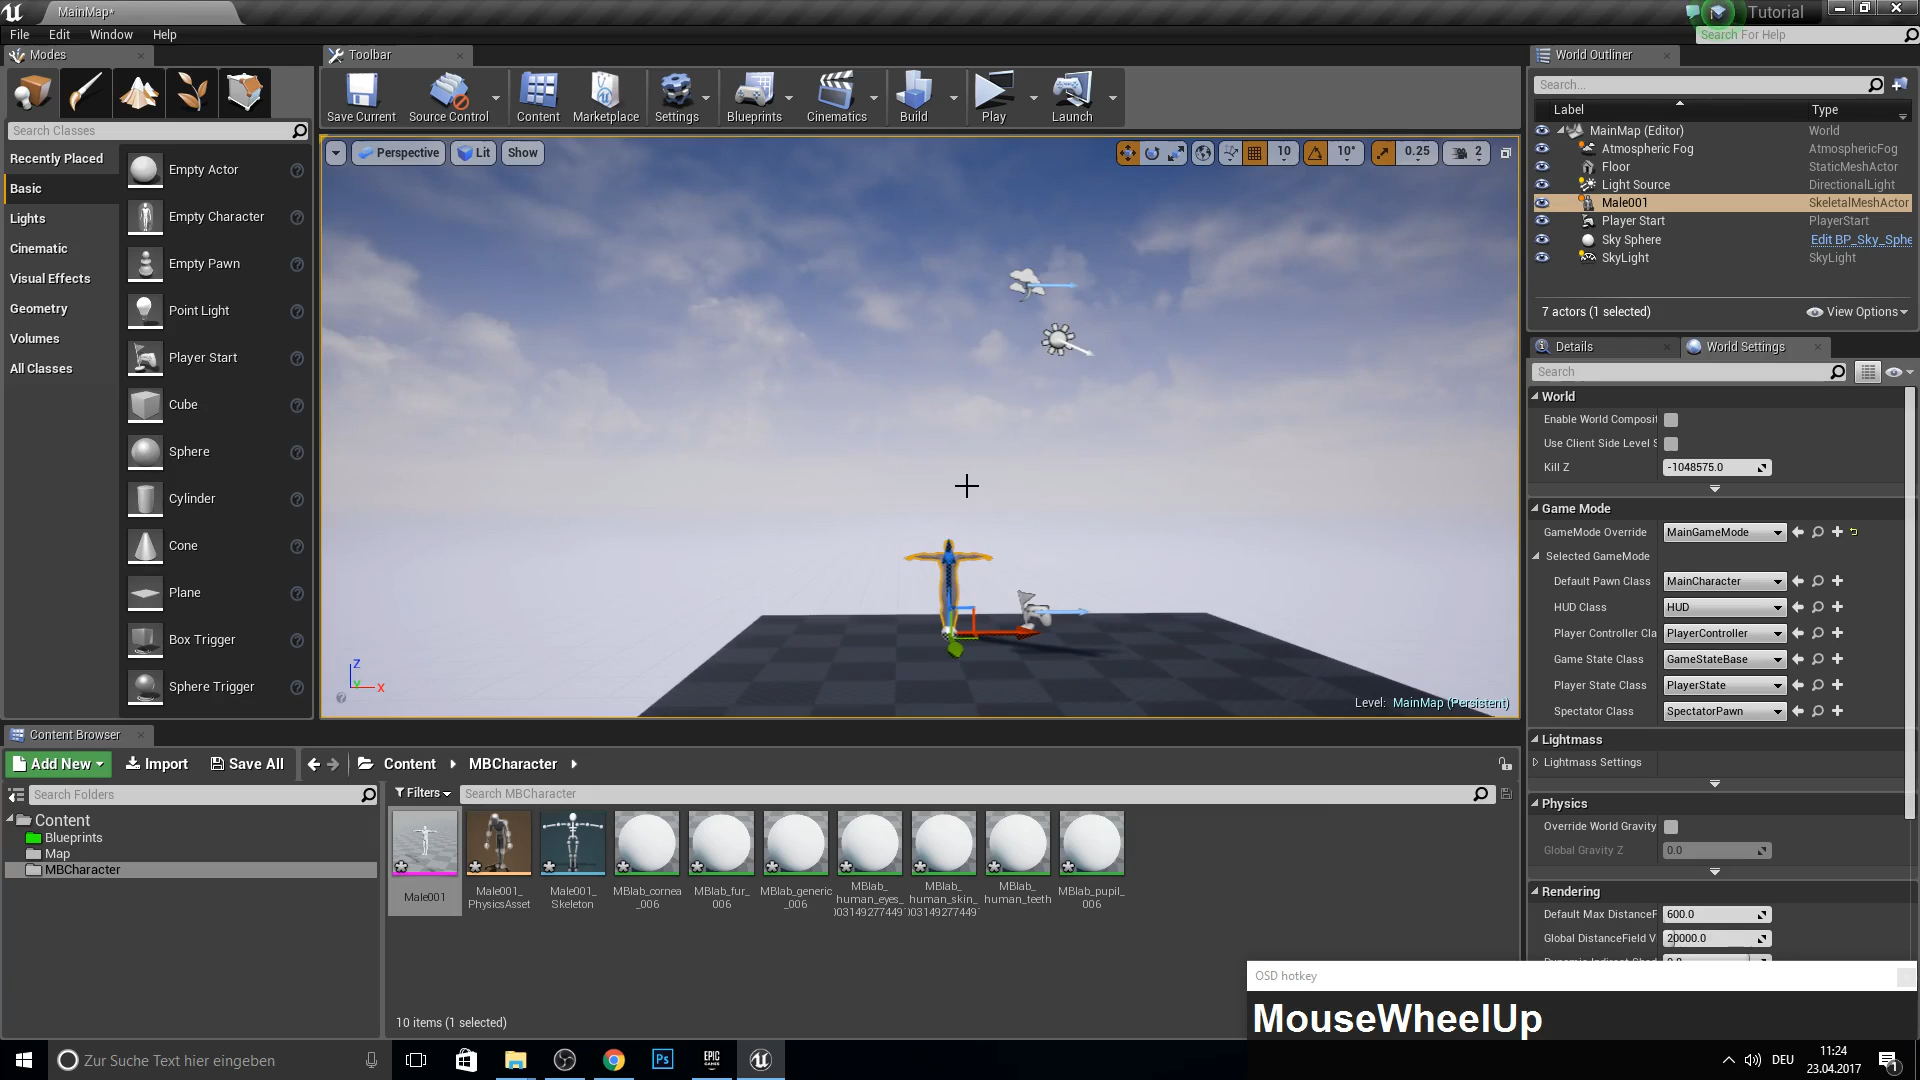 MainMap*
Tutorial
File
Edit
Window
Help
Search For Help
Modes
Toolbar
World Outliner
Search Classes
Recently Placed
Basic
Lights
Cinematic
Visual Effects
Geometry
Volumes
All Classes
Empty Actor
Empty Character
Empty Pawn
Point Light
Player Start
Cube
Sphere
Cylinder
Cone
Plane
Box Trigger
Sphere Trigger
Save Current
Source Control
Content
Marketplace
Settings
Blueprints
Cinematics
Build
Play
Launch
Perspective
Lit
Show
10
10°
0.25
2
Z
Y
X
Level: MainMap (Persistent)
Search...
Label
Type
MainMap (Editor)
World
Atmospheric Fog
AtmosphericFog
Floor
StaticMeshActor
Light Source
DirectionalLight
Male001
SkeletalMeshActor
Player Start
PlayerStart
Sky Sphere
Edit BP_Sky_Sphe
SkyLight
SkyLight
7 actors (1 selected)
View Options
Details
World Settings
Search
World
Enable World Composit
Use Client Side Level S
Kill Z
-1048575.0
Game Mode
GameMode Override
MainGameMode
Selected GameMode
Default Pawn Class
MainCharacter
HUD Class
HUD
Player Controller Cla
PlayerController
Game State Class
GameStateBase
Player State Class
PlayerState
Spectator Class
SpectatorPawn
Lightmass
Lightmass Settings
Physics
Override World Gravity
Global Gravity Z
0.0
Rendering
Default Max DistanceF
600.0
Global DistanceField V
20000.0
Content Browser
Add New
Import
Save All
Content
MBCharacter
Search Folders
Filters
Search MBCharacter
Content
Blueprints
Map
MBCharacter
Male001
Male001_
PhysicsAsset
Male001_
Skeleton
MBlab_cornea
_006
MBlab_fur_
006
MBlab_generic
_006
MBlab_
human_eyes_
)03149277449
MBlab_
human_skin_
)03149277449
MBlab_
human_teeth
MBlab_pupil_
006
10 items (1 selected)
OSD hotkey
MouseWheelUp
Zur Suche Text hier eingeben
Ps
EPIC
GAMES
DEU
11:24
23.04.2017
1